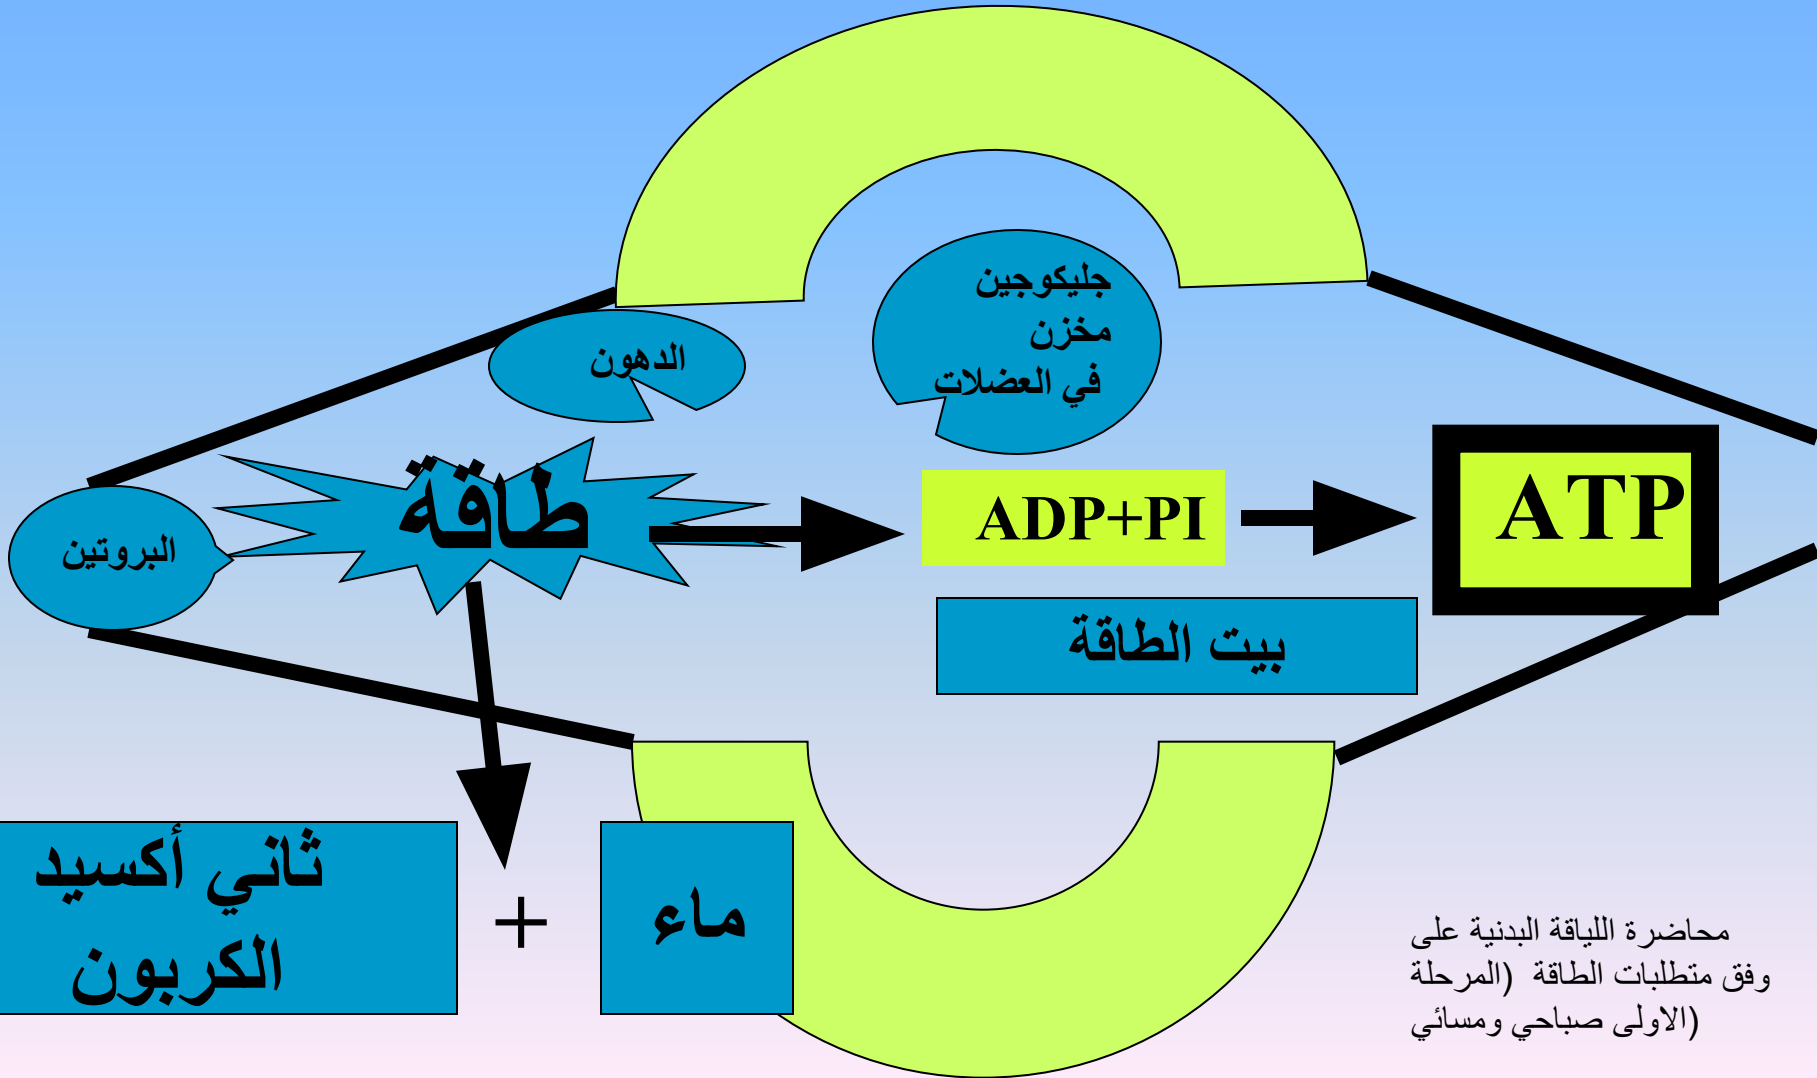 جليكوجين
مخزن
في العضلات
الدهون
ATP
ADP+PI
طاقة
البروتين
بيت الطاقة
ثاني أكسيد
الكربون
+
ماء
محاضرة اللياقة البدنية على
وفق متطلبات الطاقة (المرحلة
الاولى صباحي ومسائي)